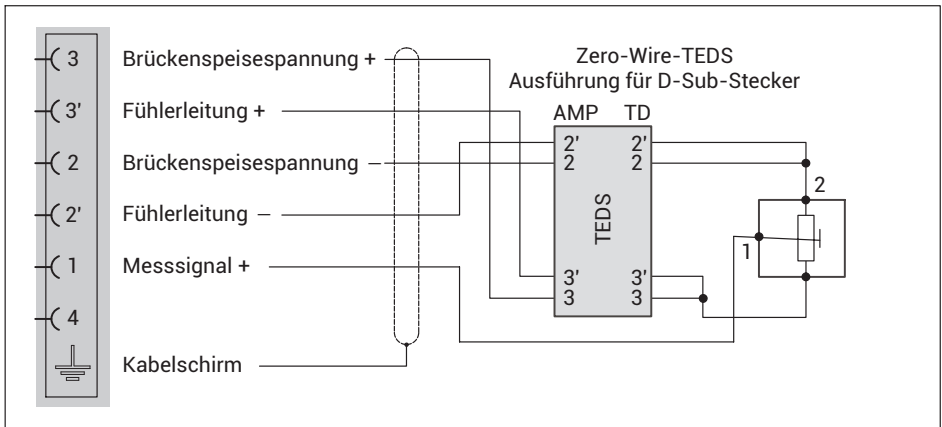 3 Brückenspeisespannung +
3' Fühlerleitung +
2 Brückenspeisespannung –
2' Fühlerleitung –
1 Messsignal +
4
Kabelschirm
Zero-Wire-TEDS
Ausführung für D-Sub-Stecker
AMP TD
2' 2'
2 2
TEDS
3' 3'
3 3
2
1